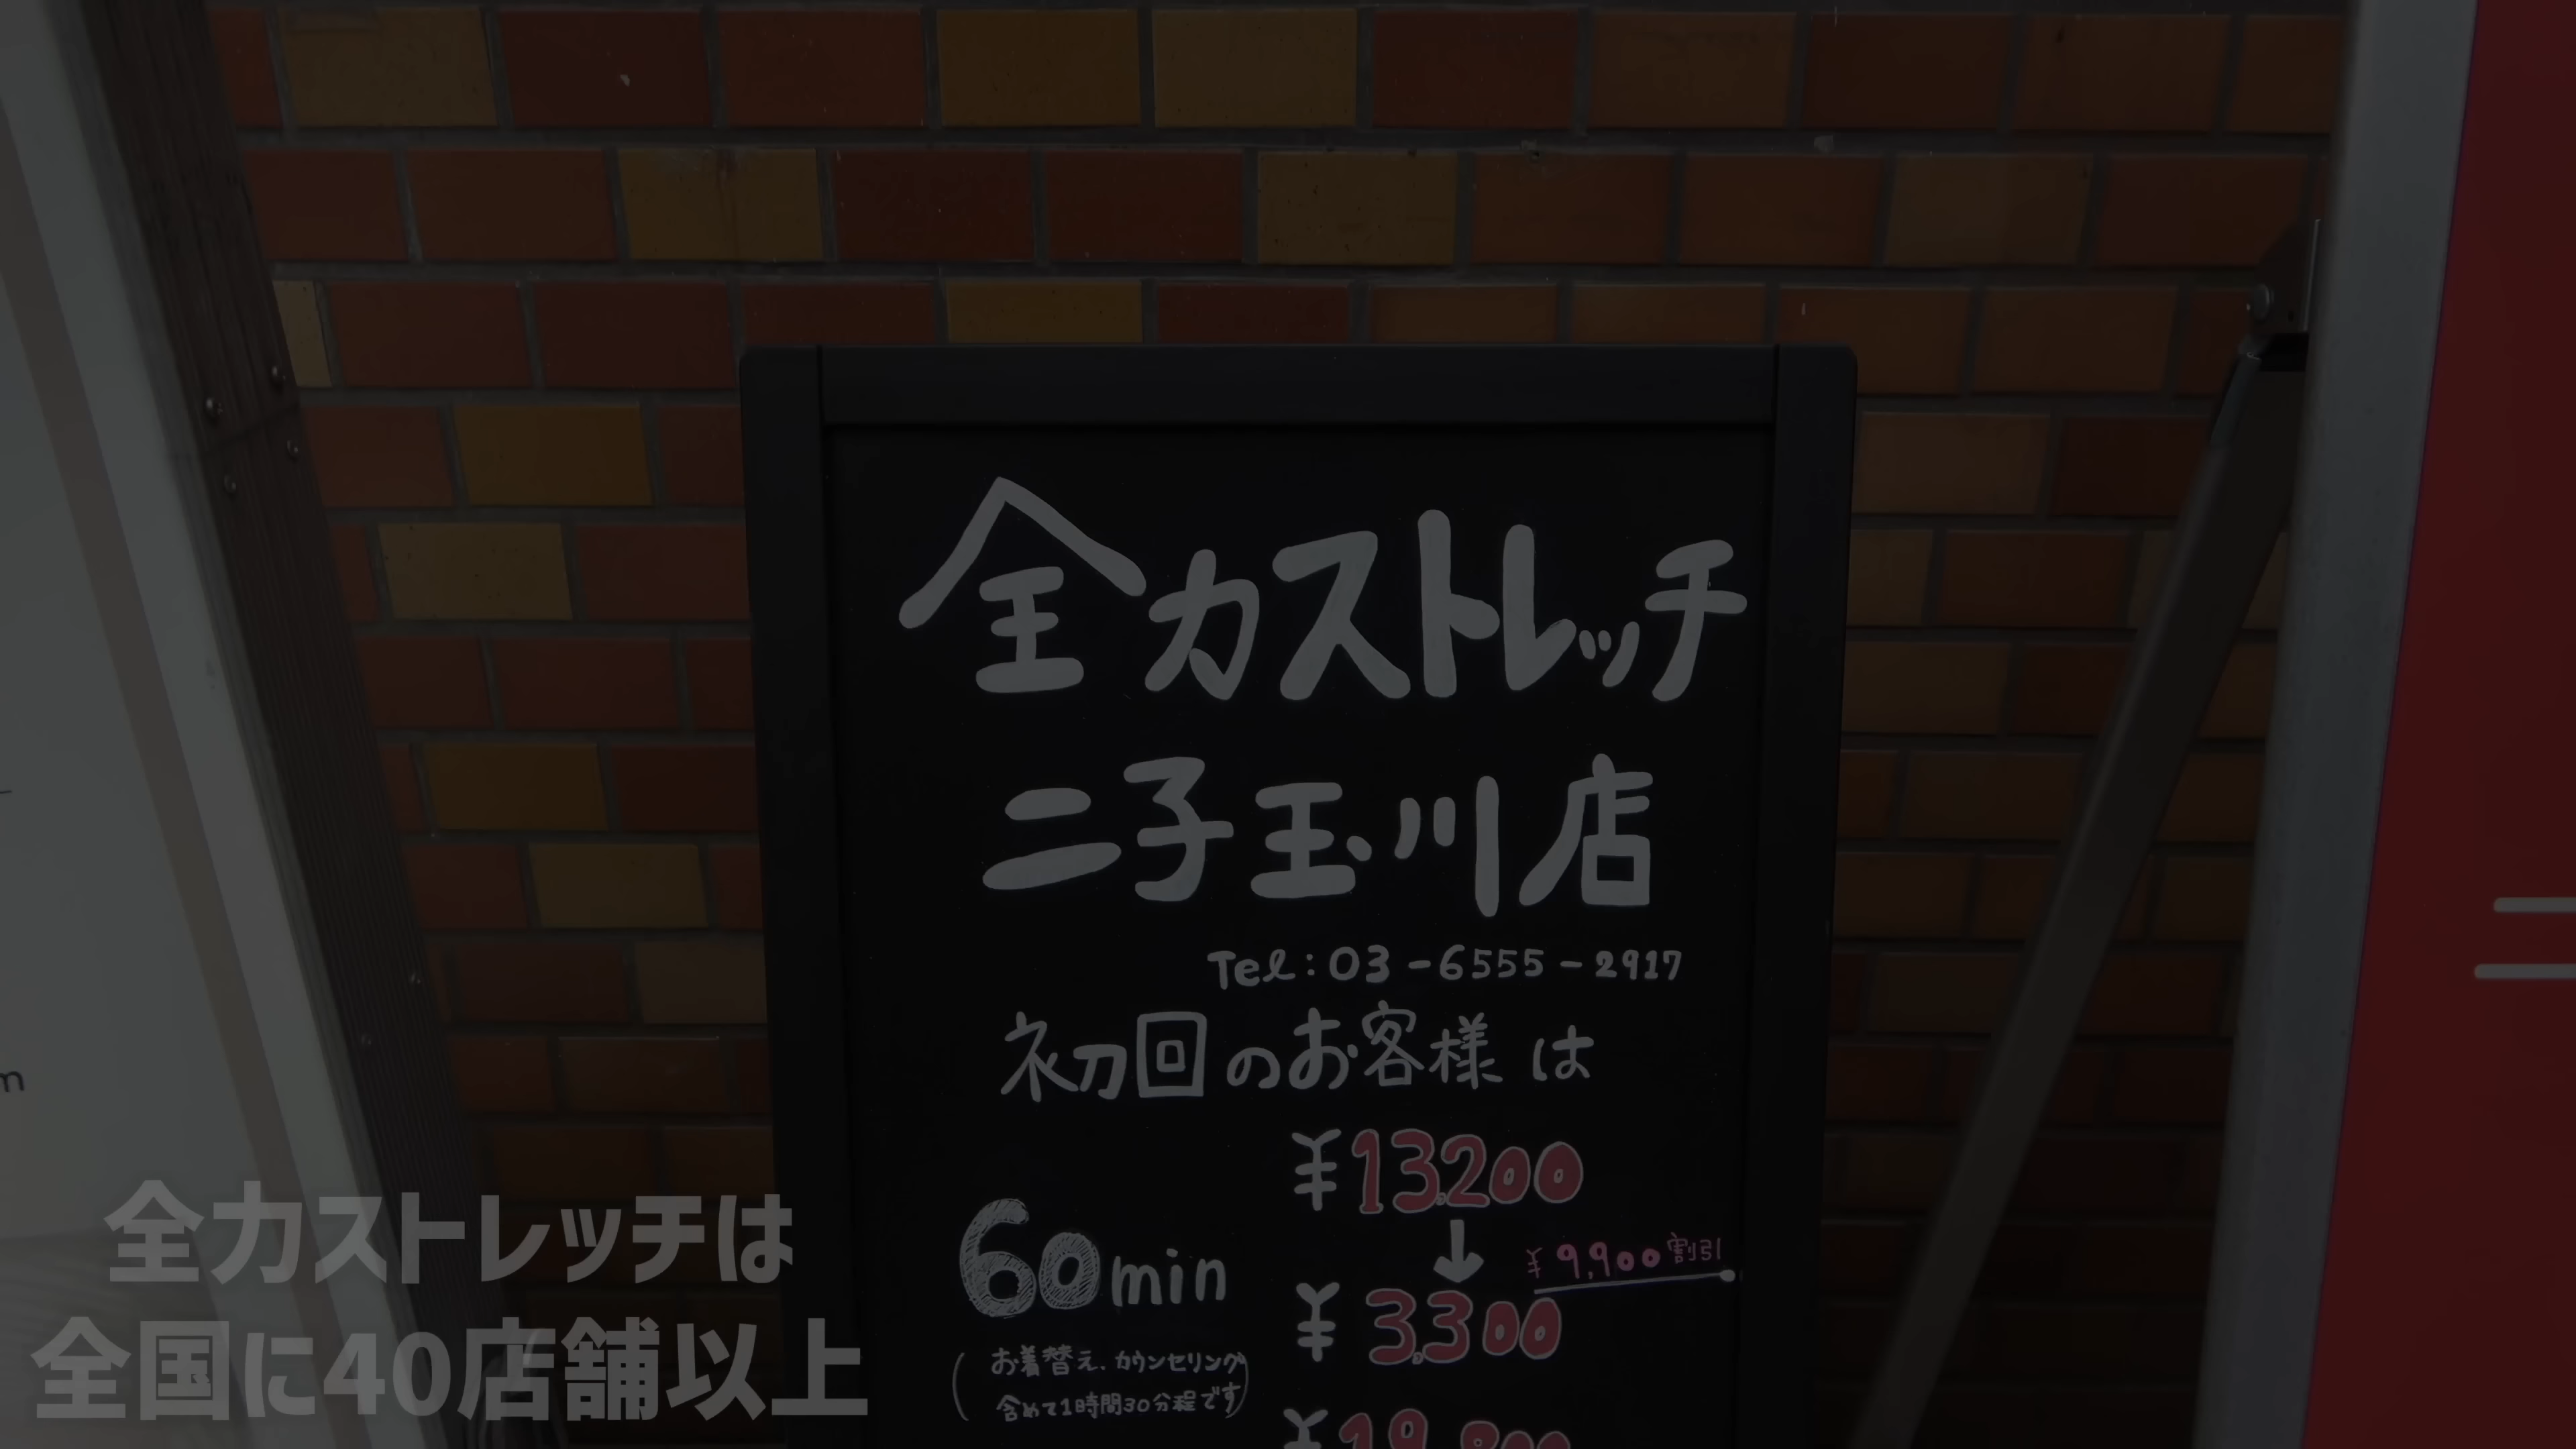 全力ストレッチ
二子玉川店
Tel:03-6555-2917
初回のお客様は
¥13,200
↓
¥9,900割引
60min
¥3,300
(お着替え、カウンセリング
含めて1時間30分程です)
¥19,800
m
全力ストレッチは
全国に40店舗以上